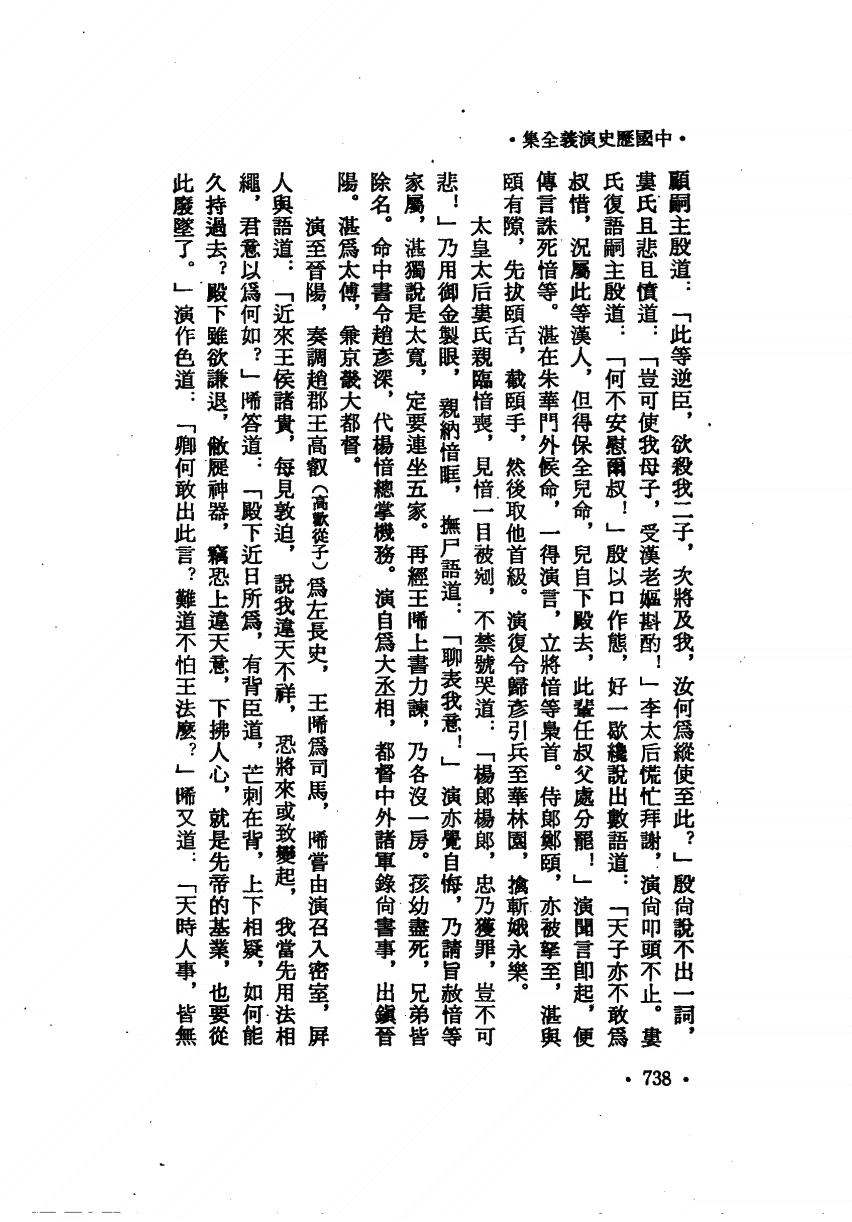 ·中國歷史演義全集·
顧嗣主殷道：「此等逆臣，欲殺我二子，次將及我，汝何爲縱使至此？」殷尙說不出一詞，
婁氏且悲且憤道：「豈可使我母子，受漢老嫗斟酌！」李太后慌忙拜謝，演尙叩頭不止。婁
氏復語嗣主殷道：「何不安慰爾叔！」殷以口作態，好一歇纔說出數語道：「天子亦不敢爲
叔惜，況屬此等漢人，但得保全兒命，兒自下殿去，此輩任叔父處分罷！」演聞言卽起，便
傳言誅死愔等。湛在朱華門外候命，一得演言，立將愔等梟首。侍郎鄭頤，亦被拏至，湛與
頤有隙，先拔頤舌，截頤手，然後取他首級。演復令歸彥引兵至華林園，擒斬娥永樂。
太皇太后婁氏親臨愔喪，見愔一目被剜，不禁號哭道：「楊郎楊郎，忠乃獲罪，豈不可
悲！」乃用御金製眼，親納愔眶，撫尸語道：「聊表我意！」演亦覺自悔，乃請旨赦愔等
家屬，湛獨說是太寬，定要連坐五家。再經王晞上書力諫，乃各沒一房。孩幼盡死，兄弟皆
除名。命中書令趙彥深，代楊愔總掌機務。演自爲大丞相，都督中外諸軍錄尙書事，出鎭晉
陽。湛爲太傅，兼京畿大都督。
演至晉陽，奏調趙郡王高叡（高歡從子）爲左長史，王晞爲司馬，晞嘗由演召入密室，屛
人與語道：「近來王侯諸貴，每見敦迫，說我違天不祥，恐將來或致變起，我當先用法相
繩，君意以爲何如？」晞答道：「殿下近日所爲，有背臣道，芒刺在背，上下相疑，如何能
久持過去？殿下雖欲謙退，敝屣神器，竊恐上違天意，下拂人心，就是先帝的基業，也要從
此廢墜了。」演作色道：「卿何敢出此言？難道不怕王法麼？」晞又道：「天時人事，皆無
·738·